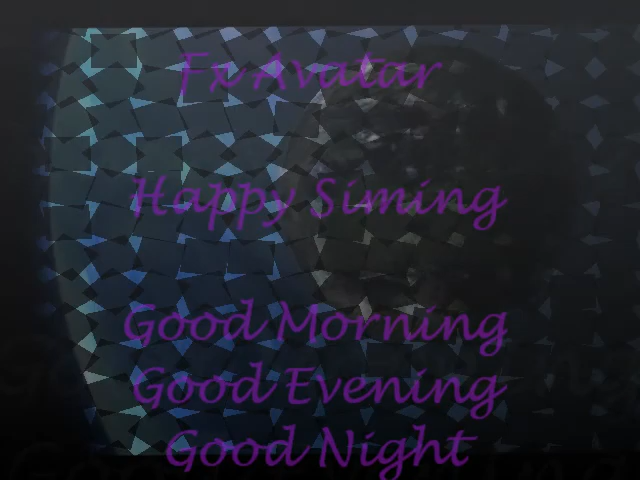 Fx Avatar
Happy Siming
Good Morning
Good Evening
Good Night